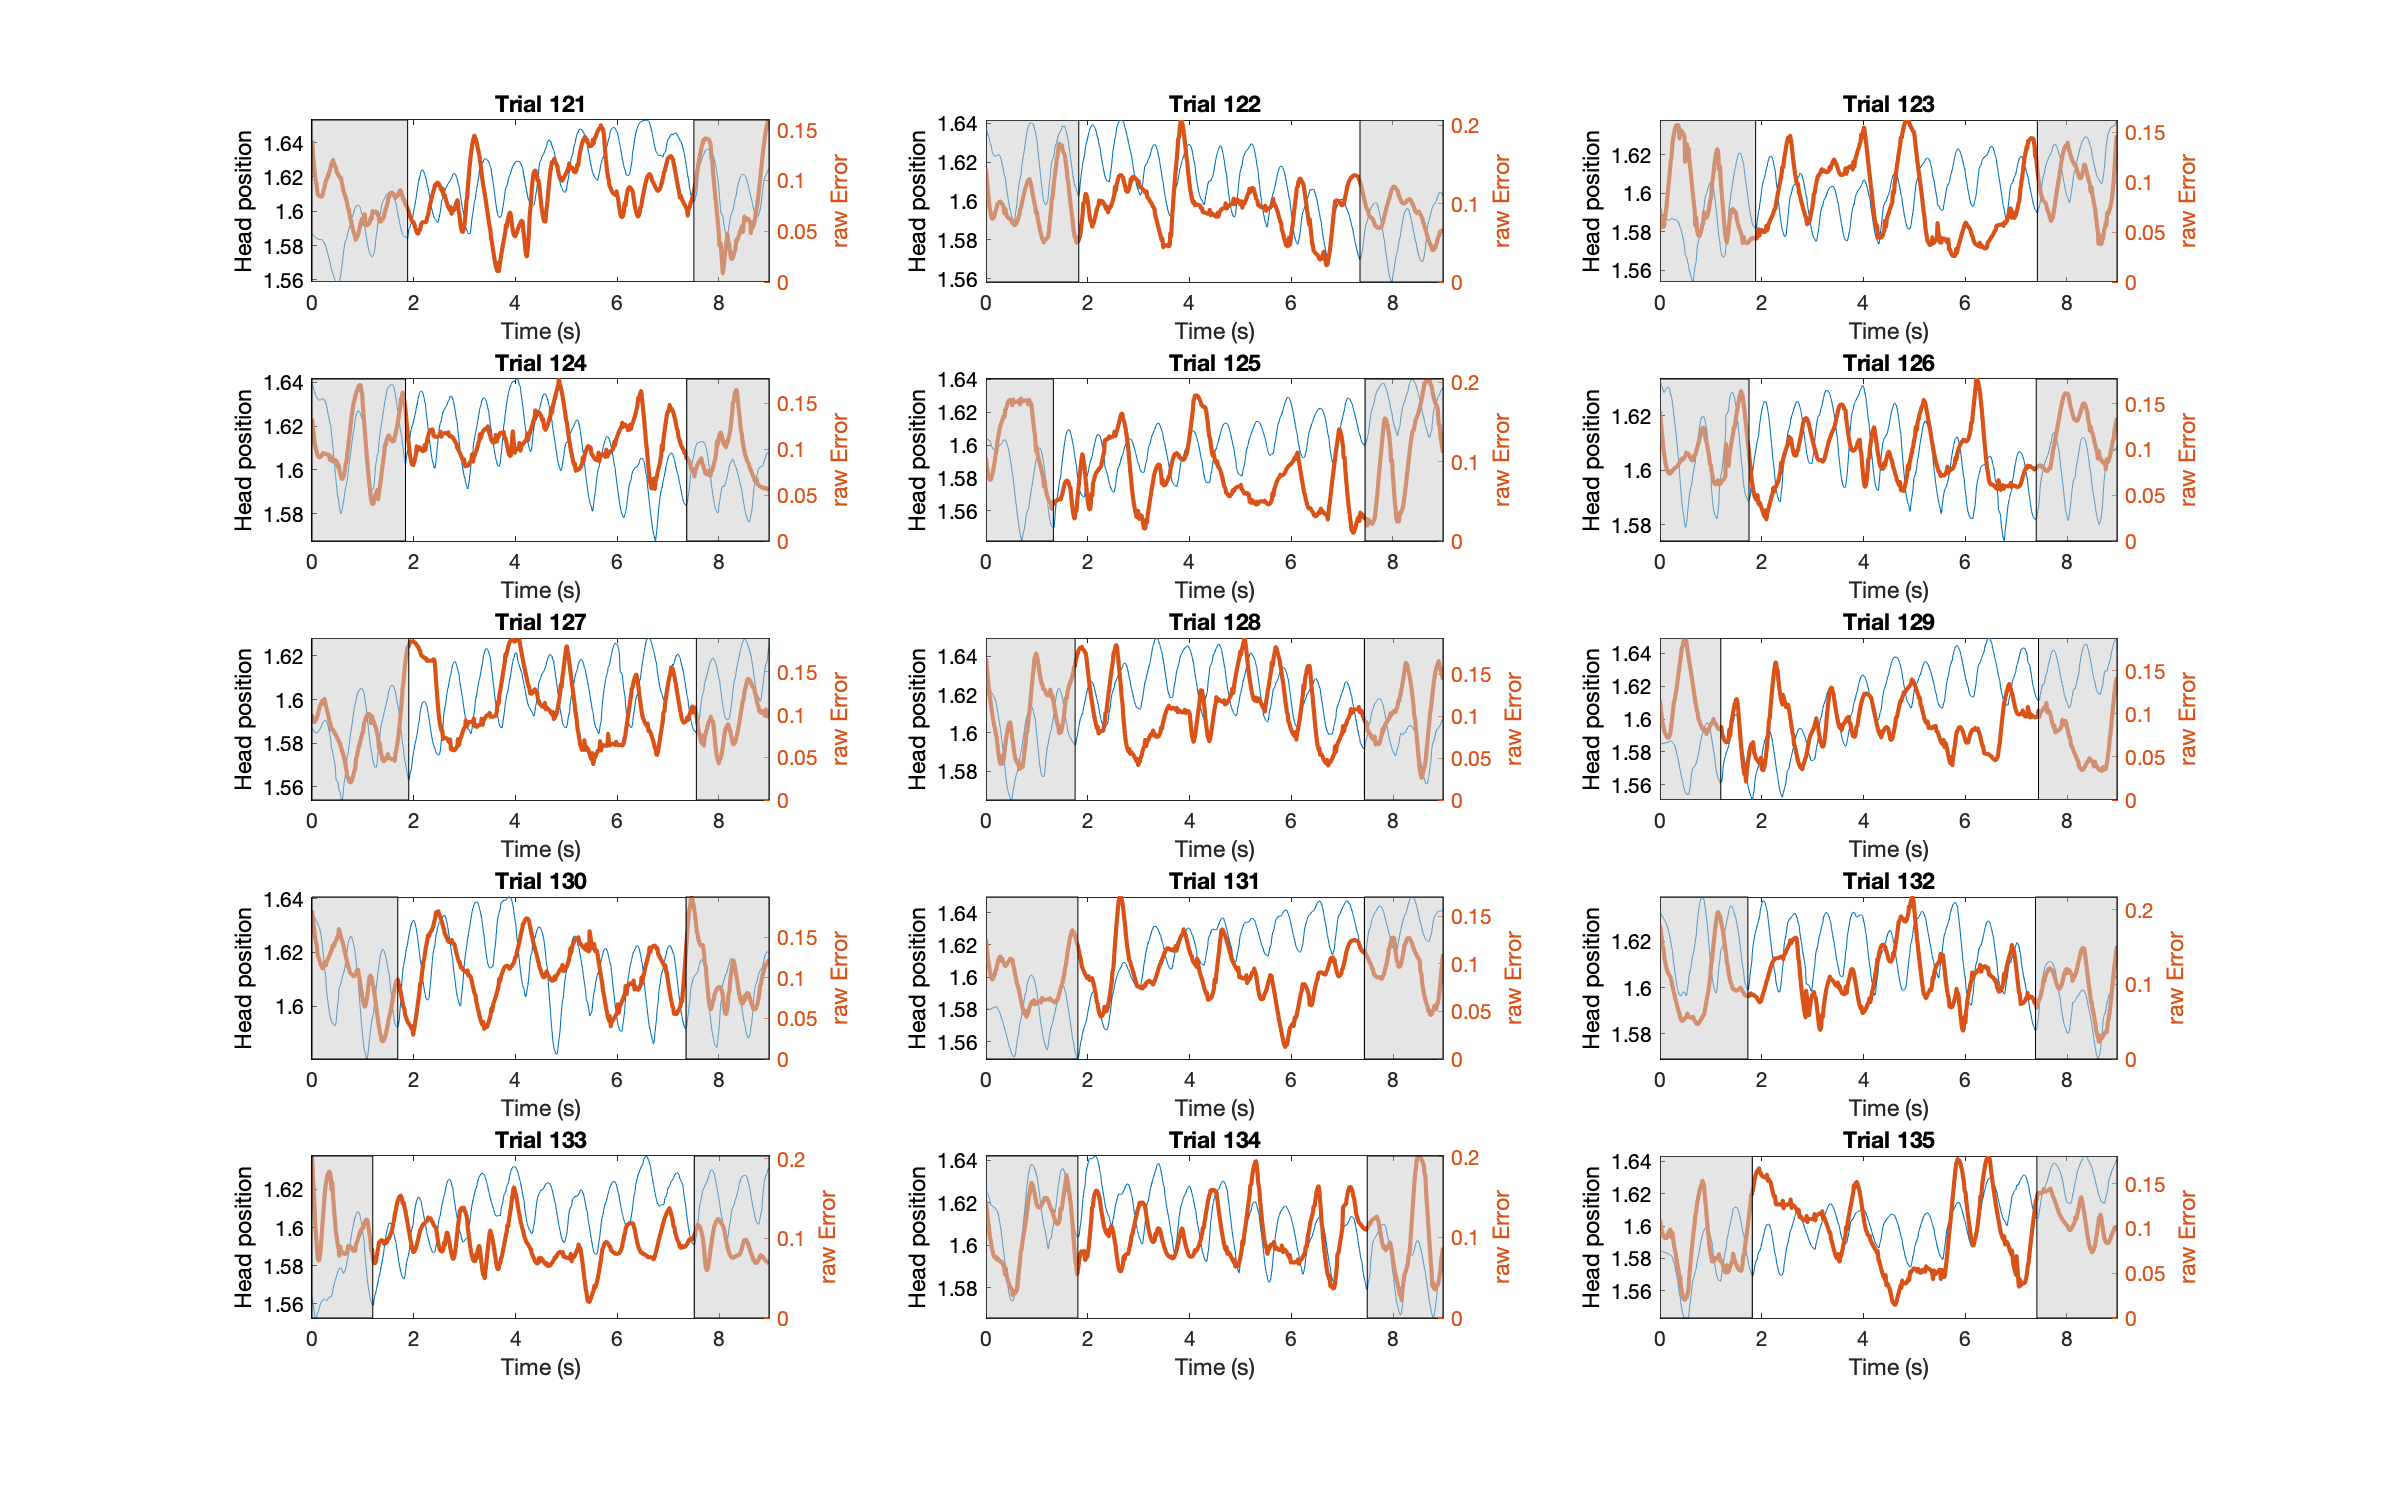 Trial 121
Head position
1.64
1.62
1.6
1.58
1.56
0.15
0.1
0.05
0
raw Error
0 2 4 6 8
Time (s)
Trial 122
Head position
1.64
1.62
1.6
1.58
1.56
0.2
0.1
0
raw Error
0 2 4 6 8
Time (s)
Trial 123
Head position
1.62
1.6
1.58
1.56
0.15
0.1
0.05
0
raw Error
0 2 4 6 8
Time (s)
Trial 124
Head position
1.64
1.62
1.6
1.58
0.15
0.1
0.05
0
raw Error
0 2 4 6 8
Time (s)
Trial 125
Head position
1.64
1.62
1.6
1.58
1.56
0.2
0.1
0
raw Error
0 2 4 6 8
Time (s)
Trial 126
Head position
1.62
1.6
1.58
0.15
0.1
0.05
0
raw Error
0 2 4 6 8
Time (s)
Trial 127
Head position
1.62
1.6
1.58
1.56
0.15
0.1
0.05
0
raw Error
0 2 4 6 8
Time (s)
Trial 128
Head position
1.64
1.62
1.6
1.58
0.15
0.1
0.05
0
raw Error
0 2 4 6 8
Time (s)
Trial 129
Head position
1.64
1.62
1.6
1.58
1.56
0.15
0.1
0.05
0
raw Error
0 2 4 6 8
Time (s)
Trial 130
Head position
1.64
1.62
1.6
0.15
0.1
0.05
0
raw Error
0 2 4 6 8
Time (s)
Trial 131
Head position
1.64
1.62
1.6
1.58
1.56
0.15
0.1
0.05
0
raw Error
0 2 4 6 8
Time (s)
Trial 132
Head position
1.62
1.6
1.58
0.2
0.1
0
raw Error
0 2 4 6 8
Time (s)
Trial 133
Head position
1.62
1.6
1.58
1.56
0.2
0.1
0
raw Error
0 2 4 6 8
Time (s)
Trial 134
Head position
1.64
1.62
1.6
1.58
0.2
0.1
0
raw Error
0 2 4 6 8
Time (s)
Trial 135
Head position
1.64
1.62
1.6
1.58
1.56
0.15
0.1
0.05
0
raw Error
0 2 4 6 8
Time (s)